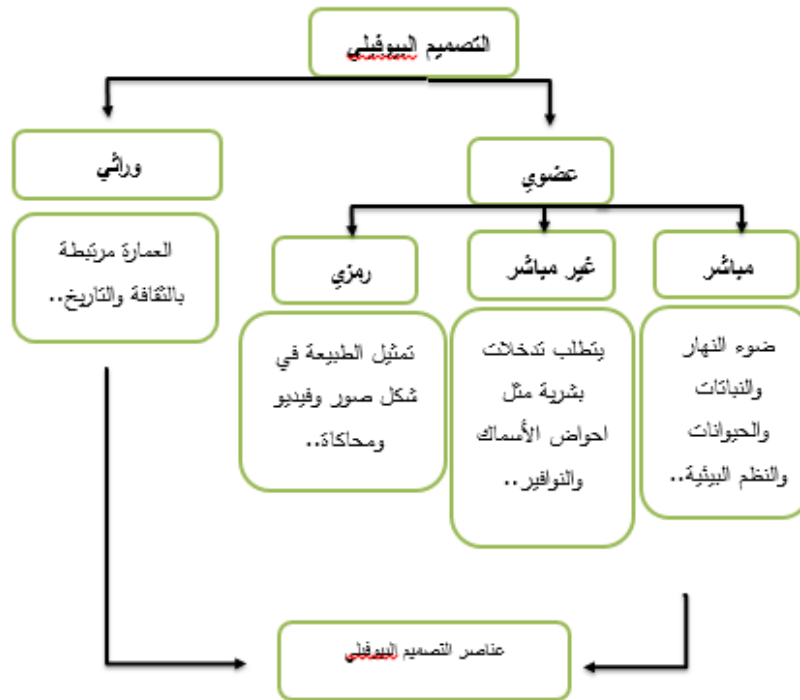 التصميم البيوفيلي
عضوي
وراثي
مباشر
غير مباشر
رمزي
ضوء النهار
والنباتات
والحيوانات
والنظم البيئية..
يتطلب تدخلات
بشرية مثل
احواض الأسماك
والنوافير..
تمثيل الطبيعة في
شكل صور وفيديو
ومحاكاة..
العمارة مرتبطة
بالثقافة والتاريخ..
عناصر التصميم البيوفيلي